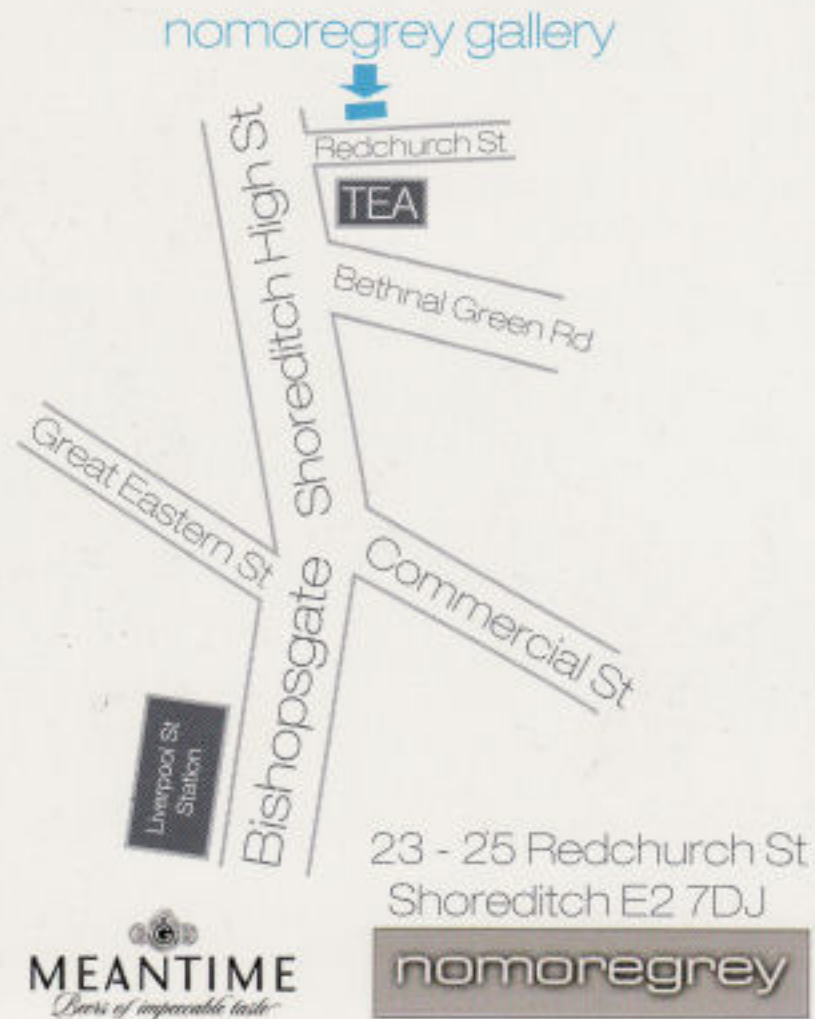 nomoregrey gallery
Redchurch St
TEA
Shoreditch High St
Bethnal Green Rd
Great Eastern St
Commercial St
Bishopsgate
Liverpool St
Station
23 - 25 Redchurch St
Shoreditch E2 7DJ
G
MEANTIME
Beers of impeccable taste
nomoregrey